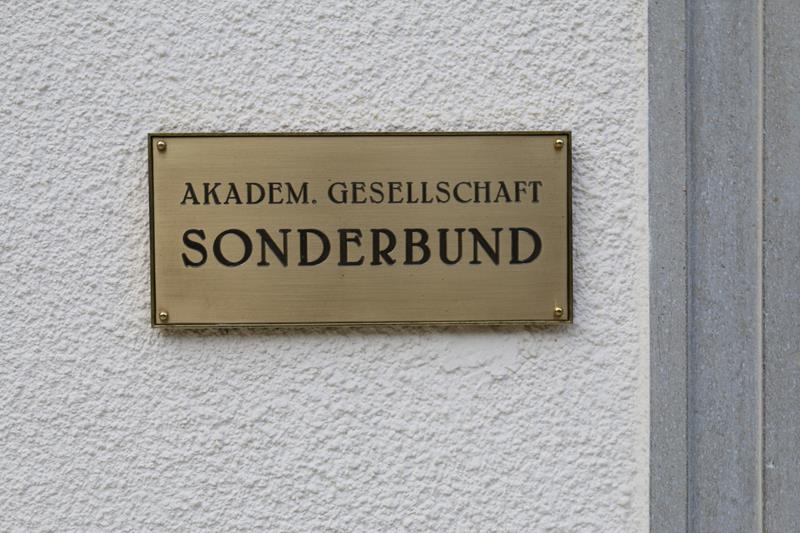 AKADEM. GESELLSCHAFT
SONDERBUND